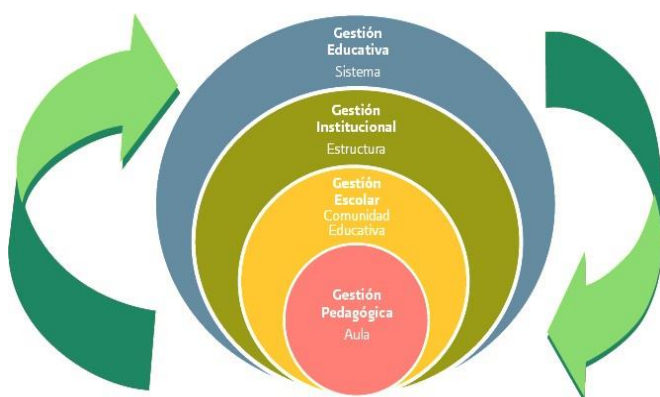 Gestión
Educativa
Sistema
Gestión
Institucional
Estructura
Gestión
Escolar
Comunidad
Educativa
Gestión
Pedagógica
Aula